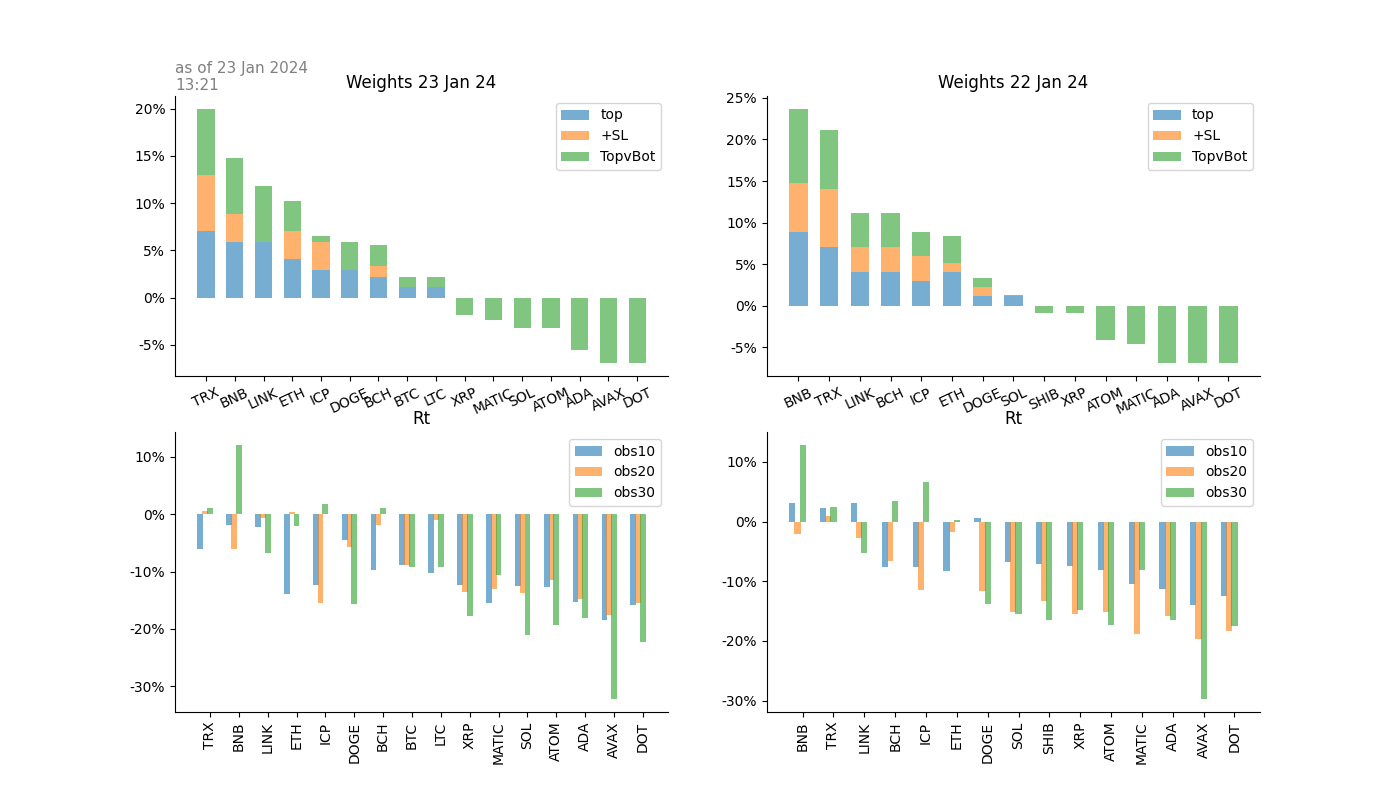 as of 23 Jan 2024
13:21
Weights 23 Jan 24
20%
15%
10%
5%
0%
-5%
top
+SL
TopvBot
TRX BNB LINK ETH ICP DOGE BCH BTC LTC XRP MATIC SOL ATOM ADA AVAX DOT
Weights 22 Jan 24
25%
20%
15%
10%
5%
0%
-5%
top
+SL
TopvBot
BNB TRX LINK BCH ICP ETH DOGE SOL SHIB XRP ATOM MATIC ADA AVAX DOT
Rt
10%
0%
-10%
-20%
-30%
obs10
obs20
obs30
TRX BNB LINK ETH ICP DOGE BCH BTC LTC XRP MATIC SOL ATOM ADA AVAX DOT
Rt
10%
0%
-10%
-20%
-30%
obs10
obs20
obs30
BNB TRX LINK BCH ICP ETH DOGE SOL SHIB XRP ATOM MATIC ADA AVAX DOT